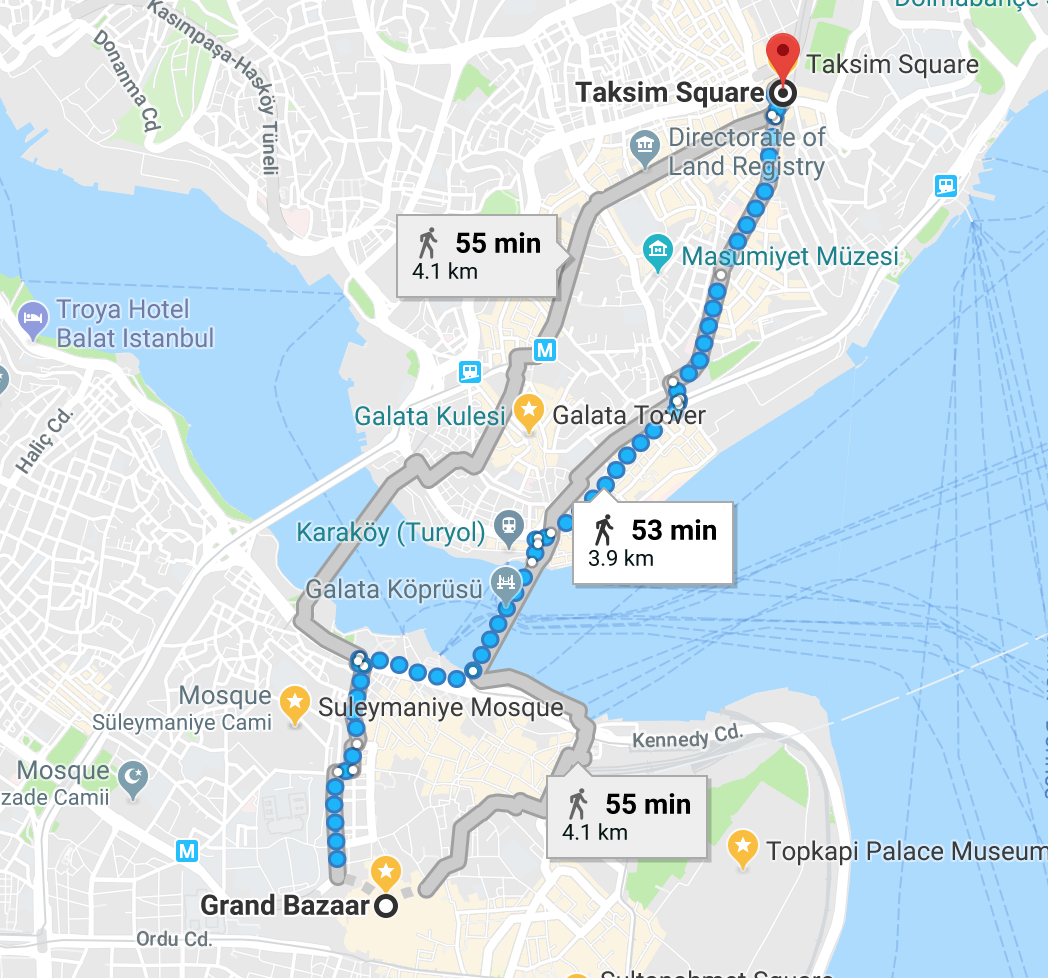 Dolmabahçe
Kasımpaşa-Hasköy Tüneli
Donanma Cd
Taksim Square
Taksim Square
Directorate of
Land Registry
55 min
4.1 km
Masumiyet Müzesi
Troya Hotel
Balat Istanbul
M
Galata Kulesi
Galata Tower
Haliç Cd.
Karaköy (Turyol)
53 min
3.9 km
Galata Köprüsü
Mosque
Süleymaniye Cami
Suleymaniye Mosque
Kennedy Cd.
Mosque
zade Camii
55 min
4.1 km
M
Topkapi Palace Museum
Grand Bazaar
Ordu Cd.
Sultanahmet Square